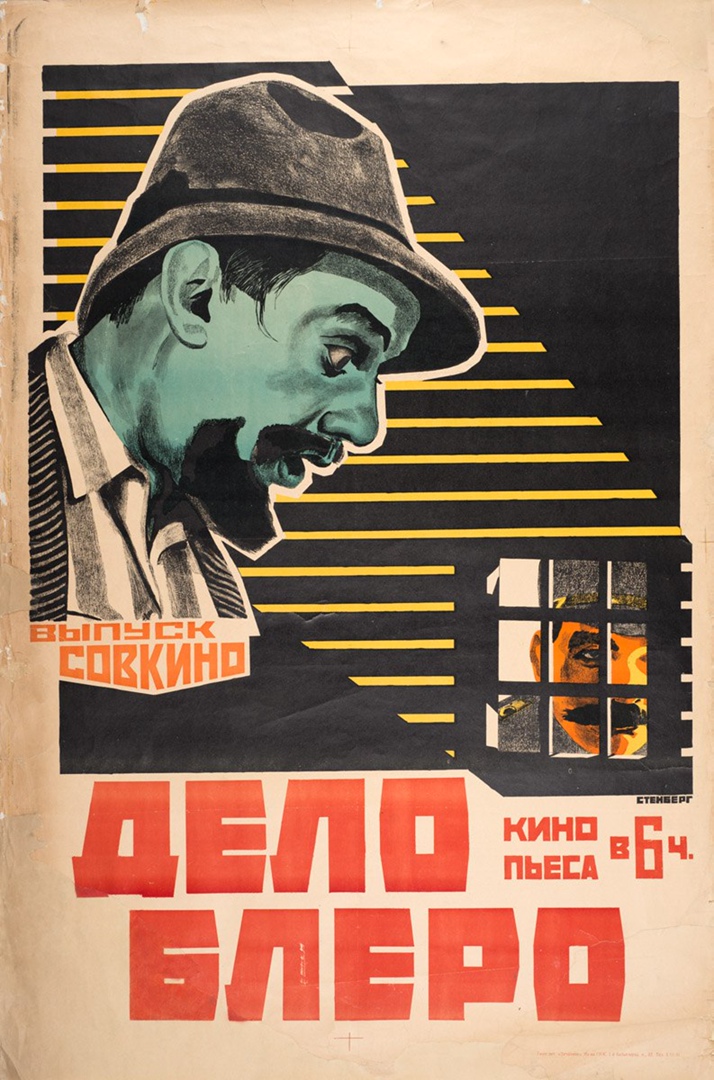 ВЫПУСК
СОВКИНО
СТЕНБЕРГ
ДЕЛО
КИНО
ПЬЕСА
В 6 Ч.
БЛЕРО